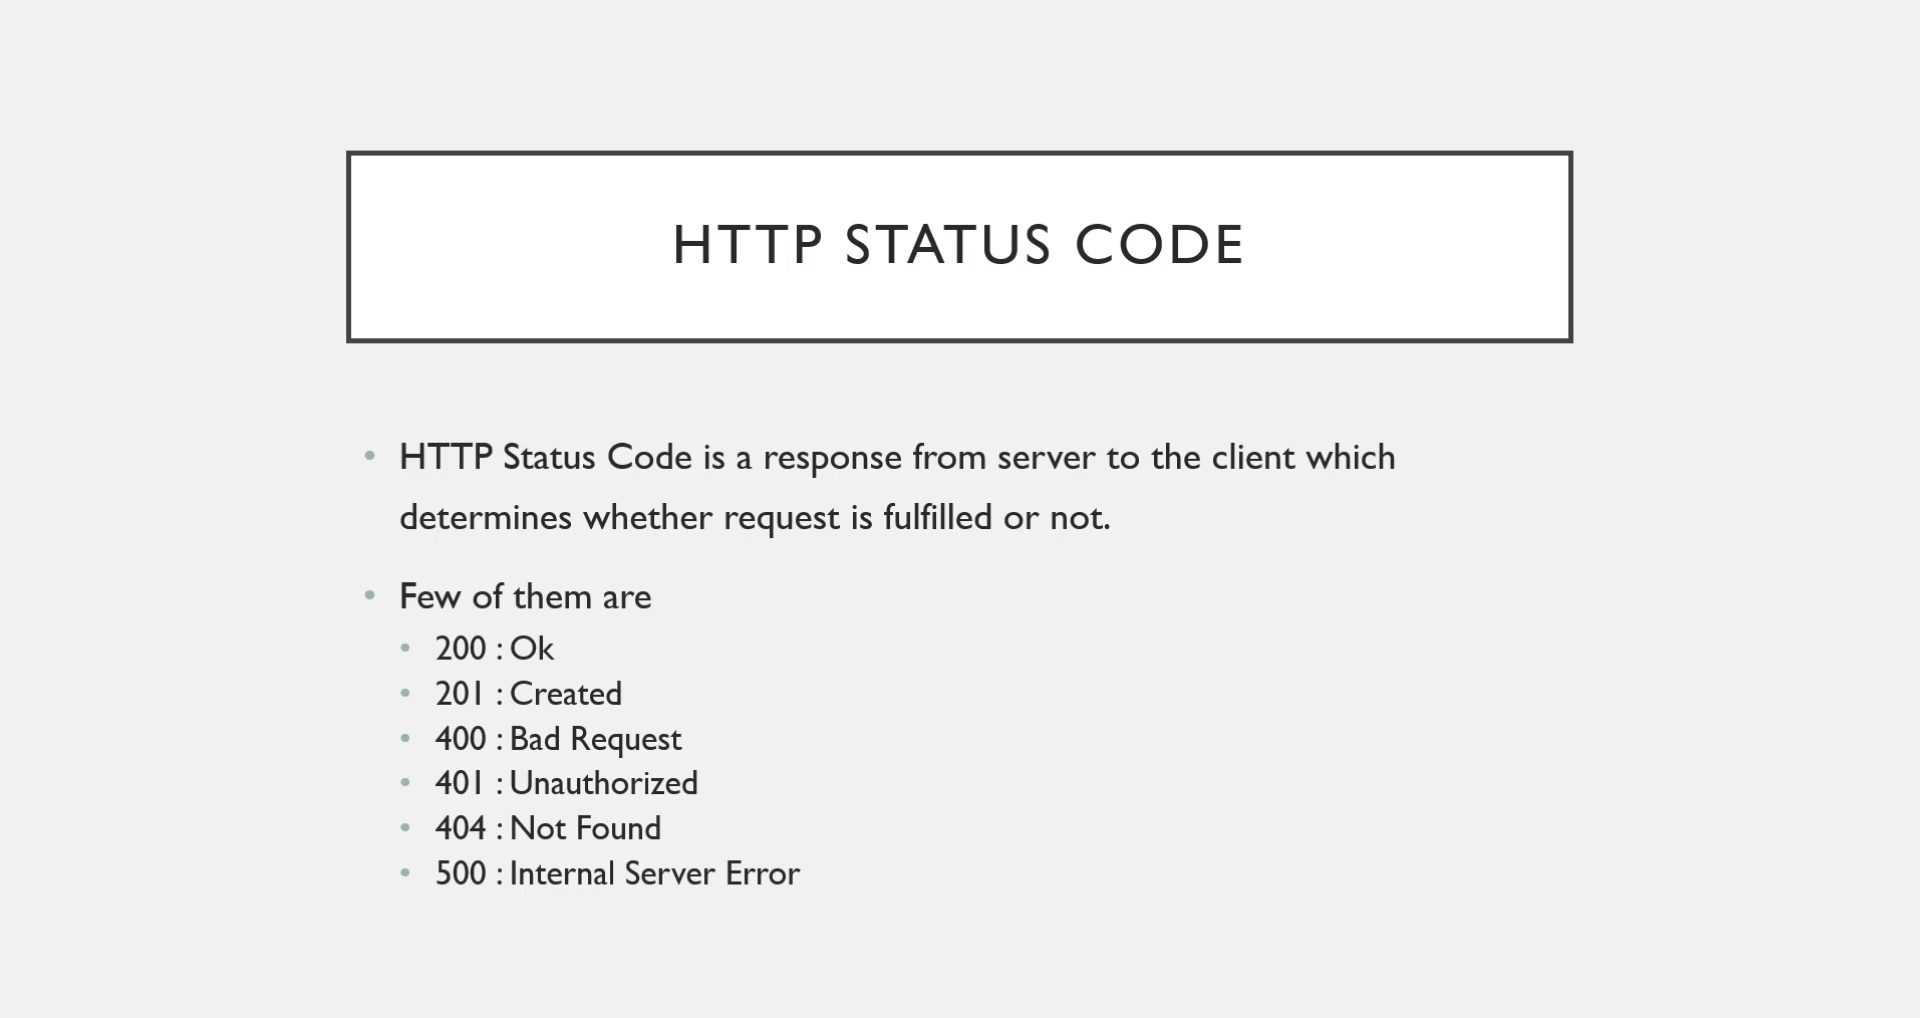 HTTP STATUS CODE
• HTTP Status Code is a response from server to the client which
determines whether request is fulfilled or not.
• Few of them are
• 200 : Ok
• 201 : Created
• 400 : Bad Request
• 401 : Unauthorized
• 404 : Not Found
• 500 : Internal Server Error